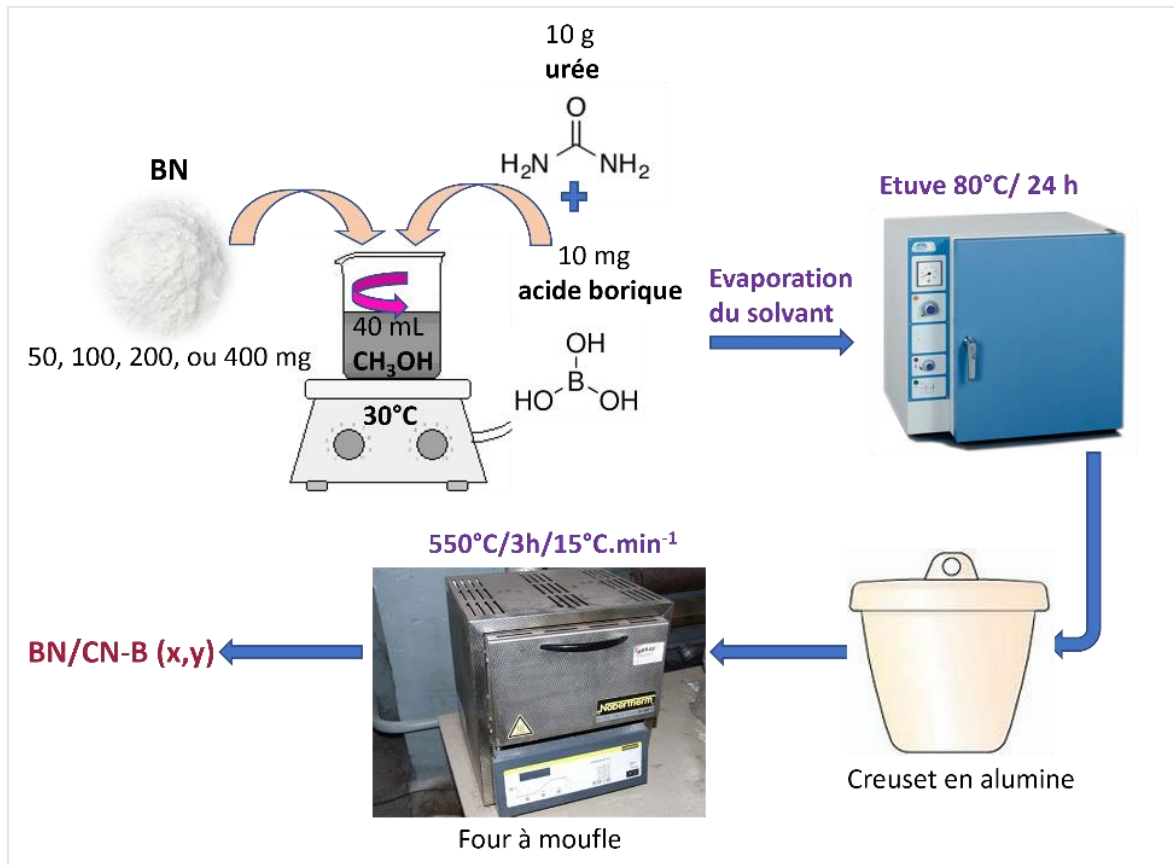 10 g
urée
O
H₂N NH₂
BN
50, 100, 200, ou 400 mg
40 mL
CH₃OH
30°C
10 mg
acide borique
OH
B
HO OH
Evaporation
du solvant
Etuve 80°C/ 24 h
Creuset en alumine
550°C/3h/15°C.min⁻¹
Nabertherm
Four à moufle
BN/CN-B (x,y)